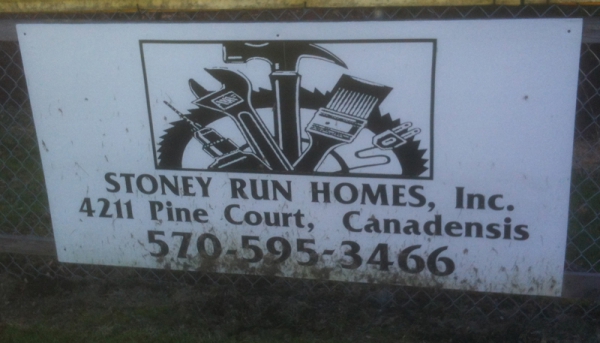 STONEY RUN HOMES, Inc.
4211 Pine Court, Canadensis
570-595-3466